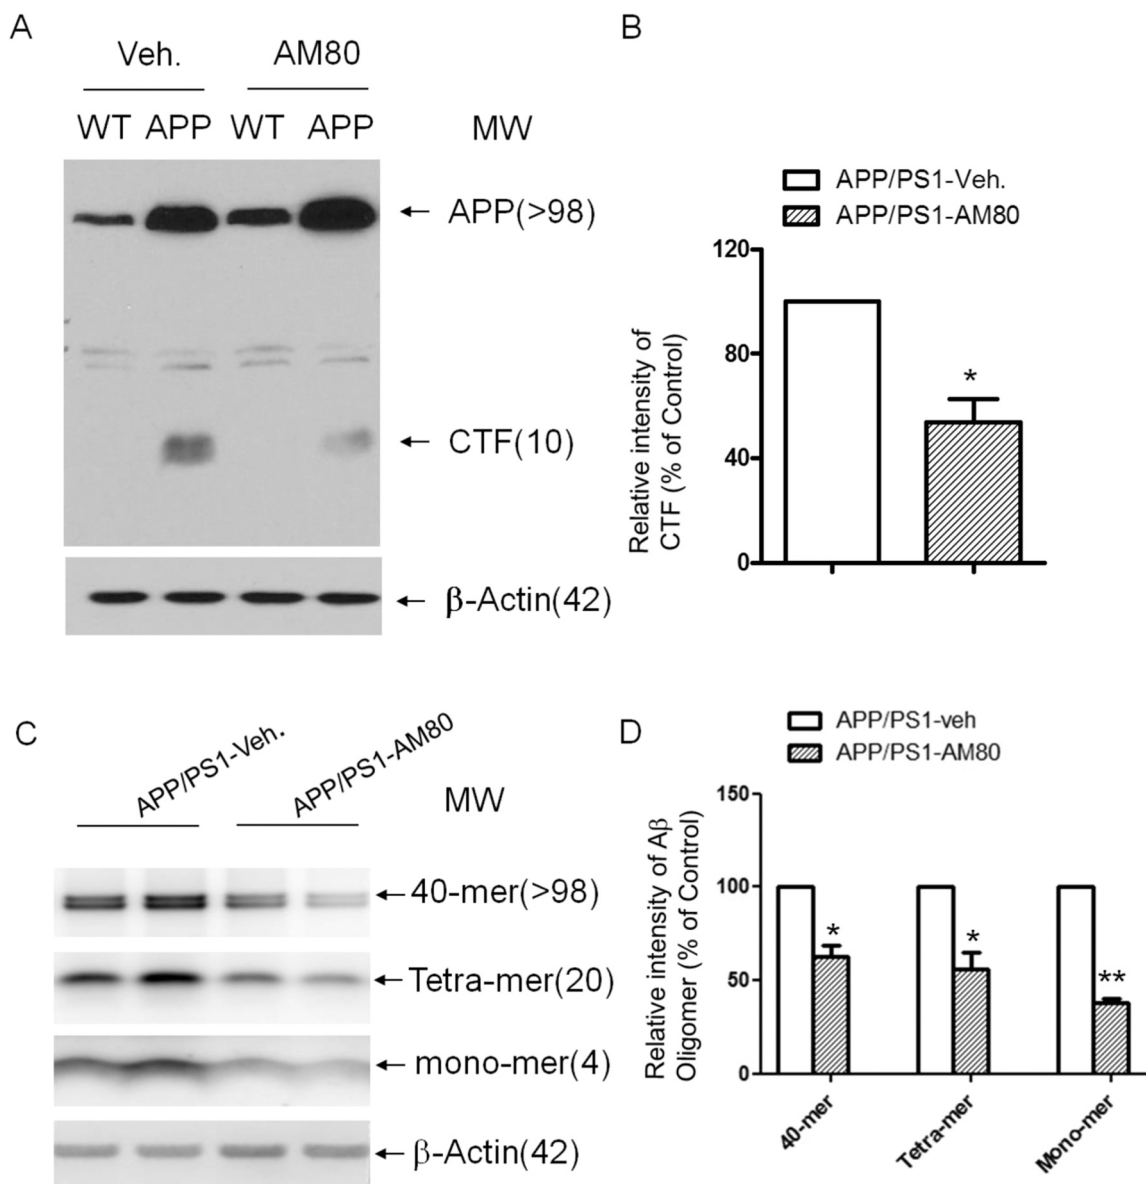 A
Veh. AM80
WT APP WT APP MW
APP(>98)
CTF(10)
β-Actin(42)
B
APP/PS1-Veh.
APP/PS1-AM80
120
80
40
0
Relative intensity of
CTF (% of Control)
*
C
APP/PS1-Veh.
APP/PS1-AM80
MW
40-mer(>98)
Tetra-mer(20)
mono-mer(4)
β-Actin(42)
D
APP/PS1-veh
APP/PS1-AM80
150
100
50
0
Relative intensity of Aβ
Oligomer (% of Control)
* * **
40-mer
Tetra-mer
Mono-mer